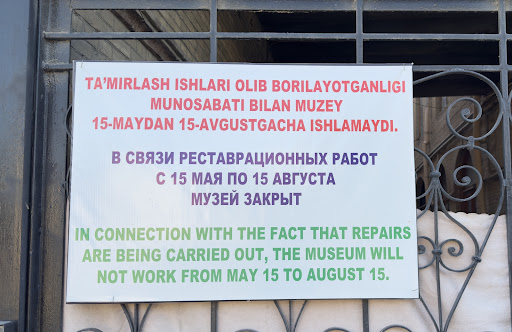 TA'MIRLASH ISHLARI OLIB BORILAYOTGANLIGI
MUNOSABATI BILAN MUZEY
15-MAYDAN 15-AVGUSTGACHA ISHLAMAYDI.
В СВЯЗИ РЕСТАВРАЦИОННЫХ РАБОТ
С 15 МАЯ ПО 15 АВГУСТА
МУЗЕЙ ЗАКРЫТ
IN CONNECTION WITH THE FACT THAT REPAIRS
ARE BEING CARRIED OUT, THE MUSEUM WILL
NOT WORK FROM MAY 15 TO AUGUST 15.